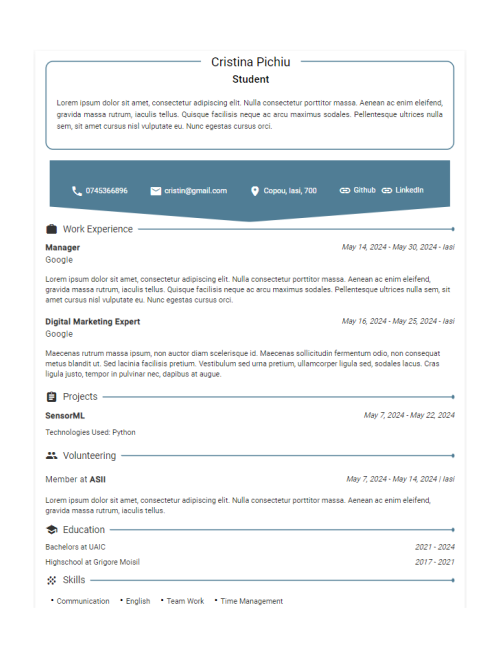 Cristina Pichiu
Student
Lorem ipsum dolor sit amet, consectetur adipiscing elit. Nulla consectetur porttitor massa. Aenean ac enim eleifend,
gravida massa rutrum, iaculis tellus. Quisque facilisis neque ac arcu maximus sodales. Pellentesque ultrices nulla
sem, sit amet cursus nisl vulputate eu. Nunc egestas cursus orci.
0745366896 cristin@gmail.com Copou, Iasi, 700 Github LinkedIn
Work Experience
Manager May 14, 2024 - May 30, 2024 - Iasi
Google
Lorem ipsum dolor sit amet, consectetur adipiscing elit. Nulla consectetur porttitor massa. Aenean ac enim eleifend,
gravida massa rutrum, iaculis tellus. Quisque facilisis neque ac arcu maximus sodales. Pellentesque ultrices nulla sem, sit
amet cursus nisl vulputate eu. Nunc egestas cursus orci.
Digital Marketing Expert May 16, 2024 - May 25, 2024 - Iasi
Google
Maecenas rutrum massa ipsum, non auctor diam scelerisque id. Maecenas sollicitudin fermentum odio, non consequat
metus blandit ut. Sed lacinia facilisis pretium. Vestibulum sed urna pretium, ullamcorper ligula sed, sodales lacus. Cras
ligula justo, tempor in pulvinar nec, dapibus at augue.
Projects
SensorML May 7, 2024 - May 22, 2024
Technologies Used: Python
Volunteering
Member at ASII May 7, 2024 - May 14, 2024 | Iasi
Lorem ipsum dolor sit amet, consectetur adipiscing elit. Nulla consectetur porttitor massa. Aenean ac enim eleifend,
gravida massa rutrum, iaculis tellus.
Education
Bachelors at UAIC 2021 - 2024
Highschool at Grigore Moisil 2017 - 2021
Skills
• Communication • English • Team Work • Time Management